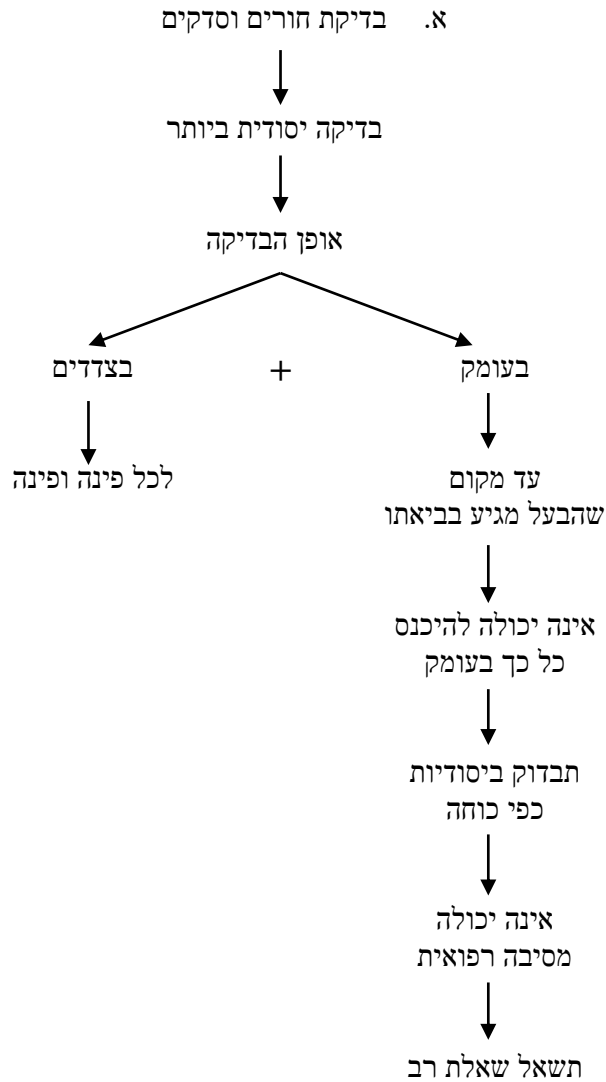 א. בדיקת חורים וסדקים
בדיקה יסודית ביותר
אופן הבדיקה
בעומק + בצדדים
עד מקום
שהבעל מגיע בביאתו
לכל פינה ופינה
אינה יכולה להיכנס
כל כך בעומק
תבדוק ביסודיות
כפי כוחה
אינה יכולה
מסיבה רפואית
תשאל שאלת רב